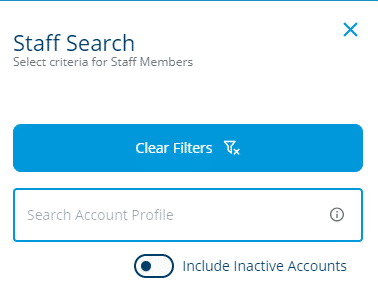 Staff Search
Select criteria for Staff Members
Clear Filters
Search Account Profile
Include Inactive Accounts